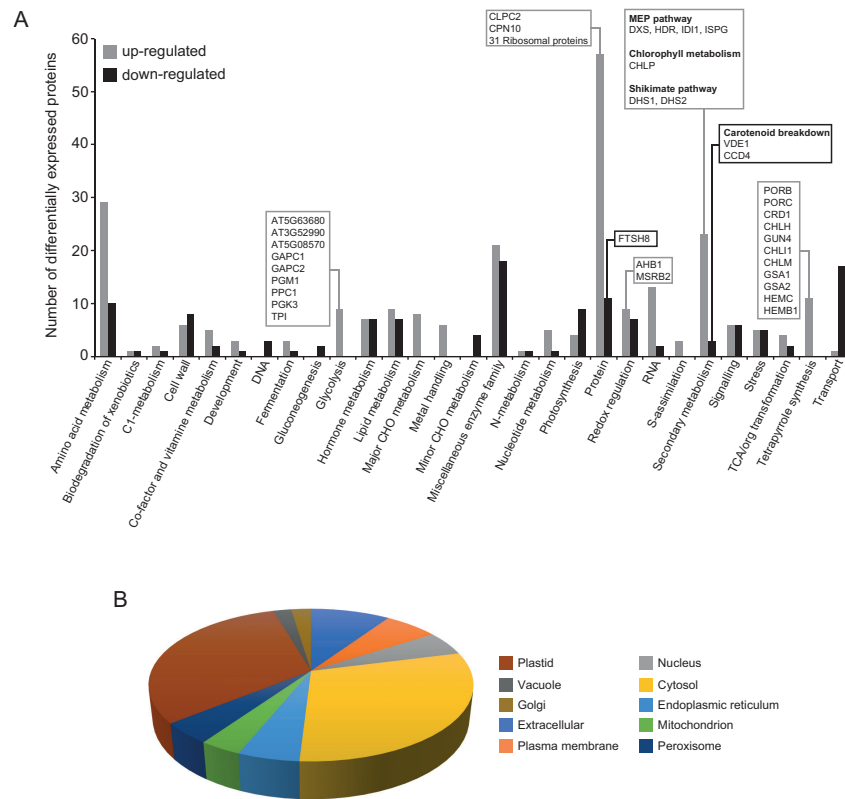 A
Number of differentially expressed proteins
60
50
40
30
20
10
0
up-regulated
down-regulated
AT5G63680
AT3G52990
AT5G08570
GAPC1
GAPC2
PGM1
PPC1
PGK3
TPI
CLPC2
CPN10
31 Ribosomal proteins
FTSH8
AHB1
MSRB2
MEP pathway
DXS, HDR, IDI1, ISPG
Chlorophyll metabolism
CHLP
Shikimate pathway
DHS1, DHS2
Carotenoid breakdown
VDE1
CCD4
PORB
PORC
CRD1
CHLH
GUN4
CHLI1
CHLM
GSA1
GSA2
HEMC
HEMB1
Amino acid metabolism
Biodegradation of xenobiotics
C1-metabolism
Cell wall
Co-factor and vitamine metabolism
Development
DNA
Fermentation
Gluconeogenesis
Glycolysis
Hormone metabolism
Lipid metabolism
Major CHO metabolism
Metal handling
Minor CHO metabolism
Miscellaneous enzyme family
N-metabolism
Nucleotide metabolism
Photosynthesis
Protein
Redox regulation
RNA
S-assimilation
Secondary metabolism
Signalling
Stress
TCA/org transformation
Tetrapyrrole synthesis
Transport
B
Plastid
Vacuole
Golgi
Extracellular
Plasma membrane
Nucleus
Cytosol
Endoplasmic reticulum
Mitochondrion
Peroxisome